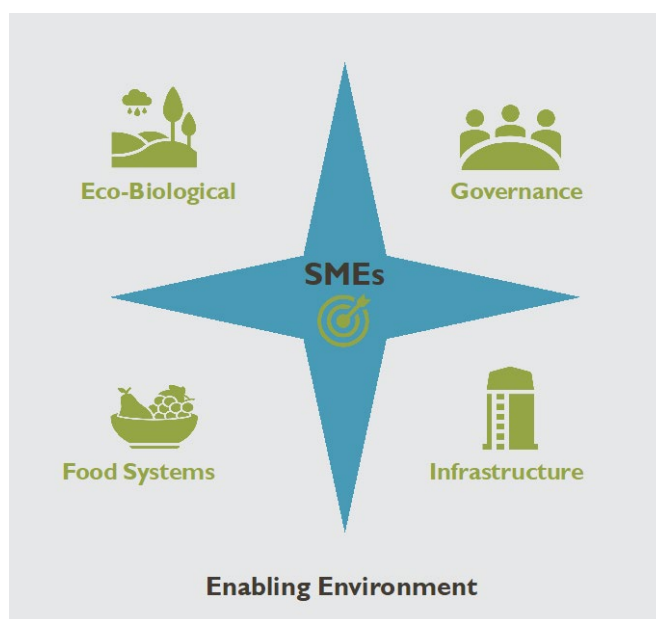 Eco-Biological
Governance
SMEs
Food Systems
Infrastructure
Enabling Environment